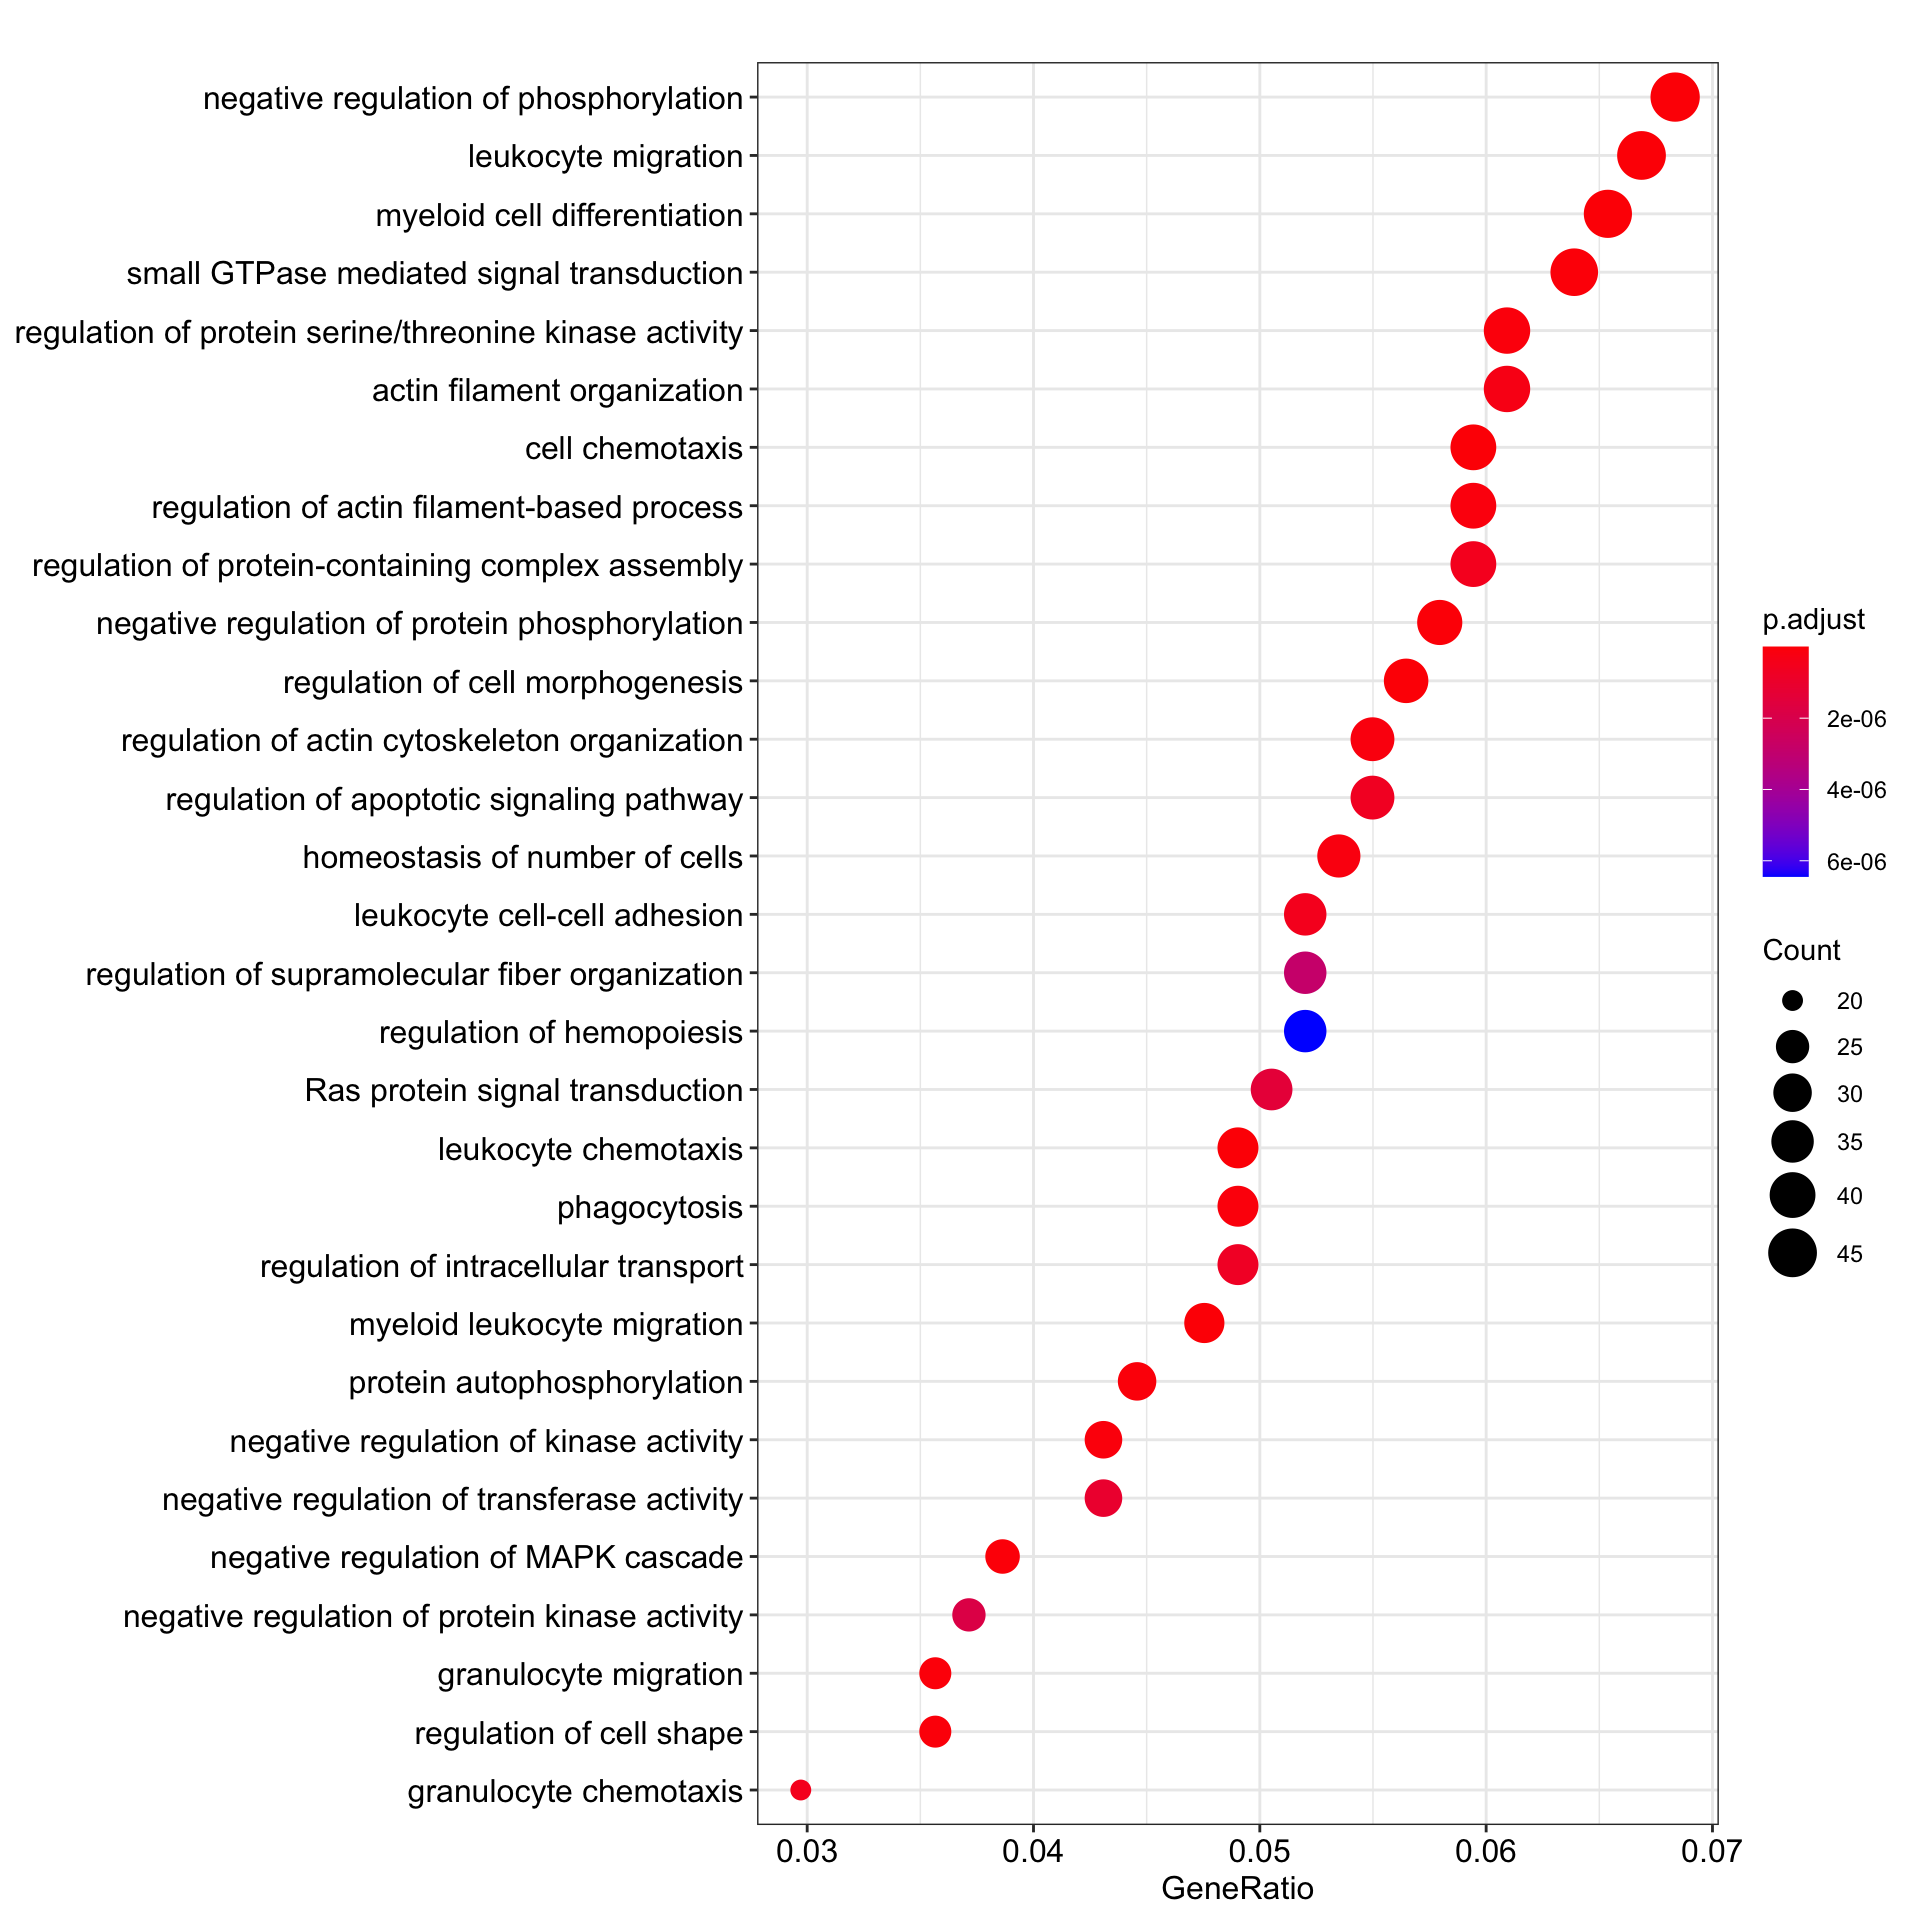 negative regulation of phosphorylation
leukocyte migration
myeloid cell differentiation
small GTPase mediated signal transduction
regulation of protein serine/threonine kinase activity
actin filament organization
cell chemotaxis
regulation of actin filament-based process
regulation of protein-containing complex assembly
negative regulation of protein phosphorylation
regulation of cell morphogenesis
regulation of actin cytoskeleton organization
regulation of apoptotic signaling pathway
homeostasis of number of cells
leukocyte cell-cell adhesion
regulation of supramolecular fiber organization
regulation of hemopoiesis
Ras protein signal transduction
leukocyte chemotaxis
phagocytosis
regulation of intracellular transport
myeloid leukocyte migration
protein autophosphorylation
negative regulation of kinase activity
negative regulation of transferase activity
negative regulation of MAPK cascade
negative regulation of protein kinase activity
granulocyte migration
regulation of cell shape
granulocyte chemotaxis
0.03 0.04 0.05 0.06 0.07
GeneRatio
p.adjust
2e-06
4e-06
6e-06
Count
20
25
30
35
40
45